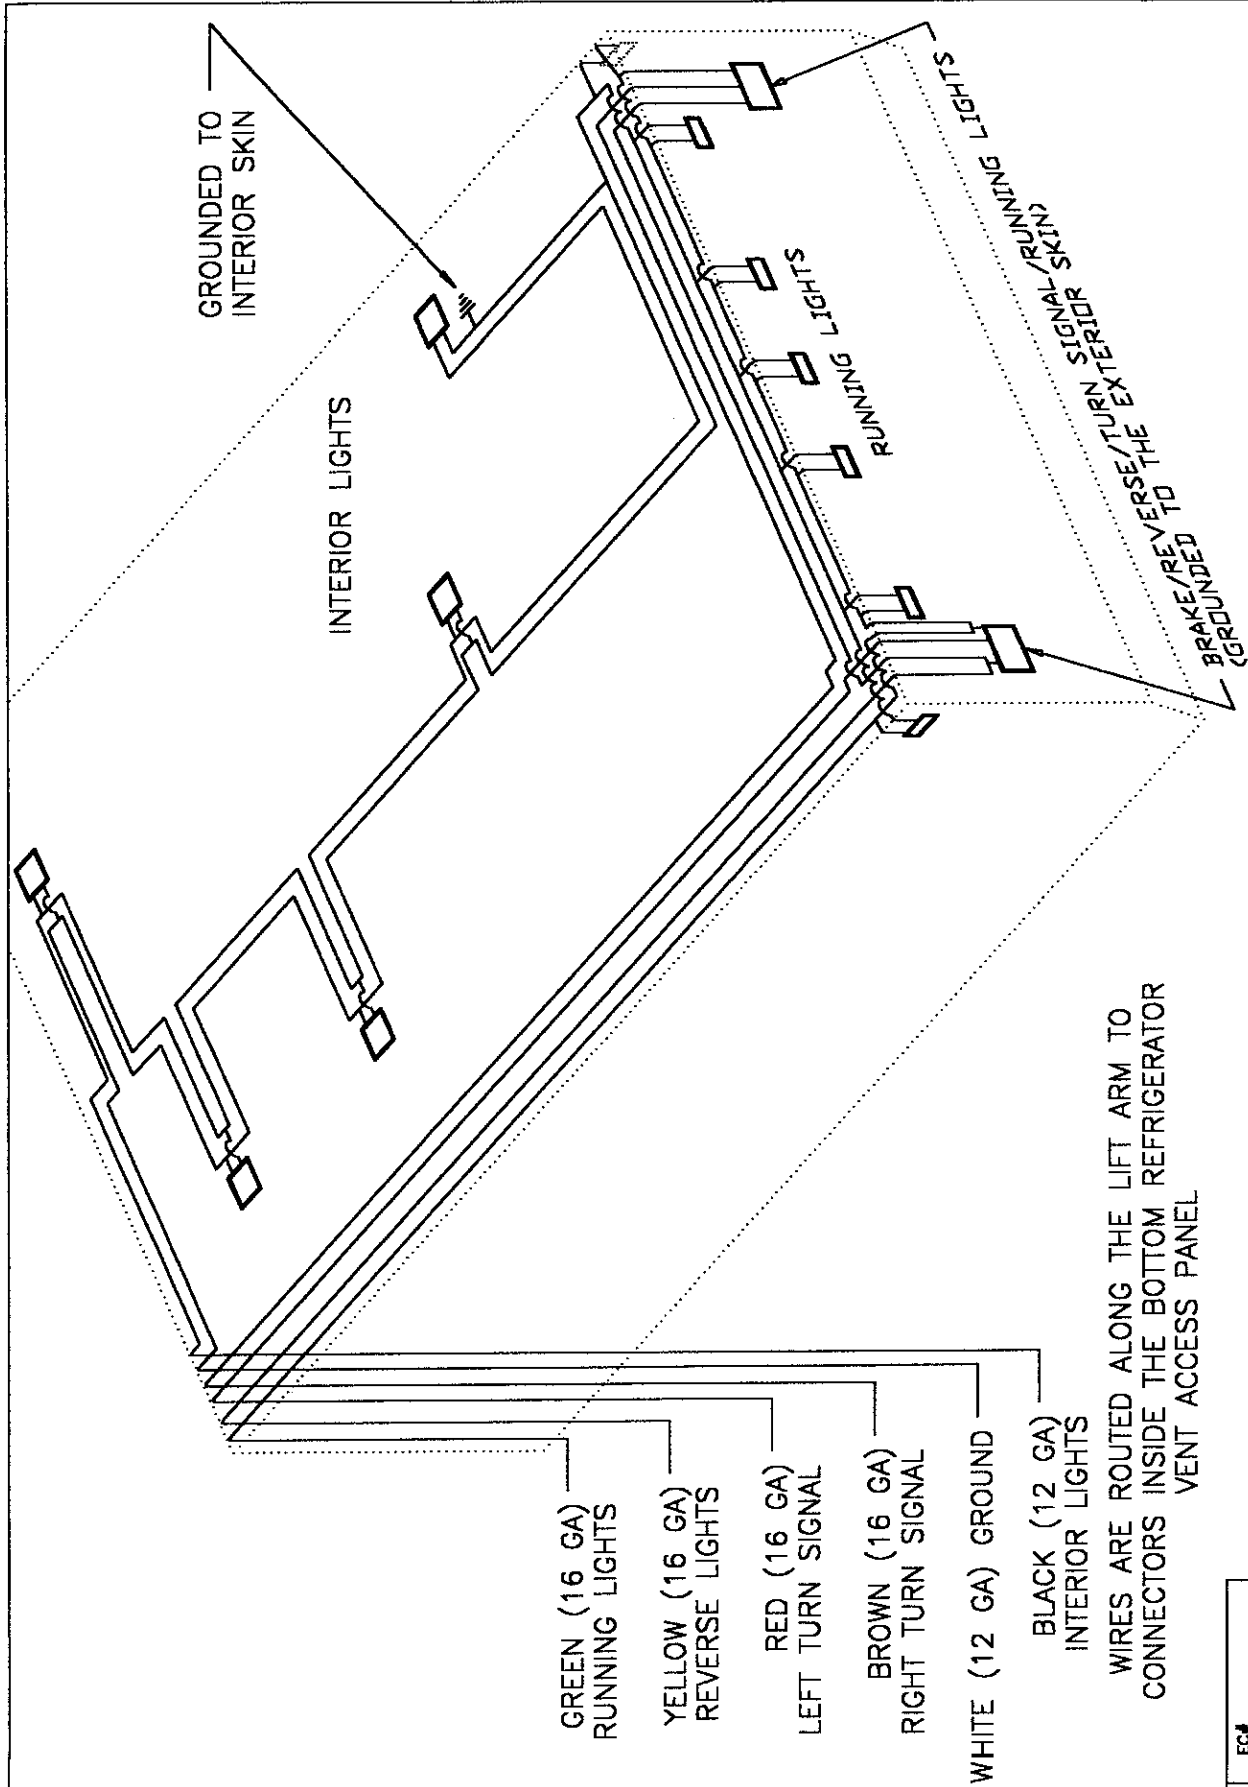 GROUNDED TO
INTERIOR SKIN
INTERIOR LIGHTS
RUNNING LIGHTS
BRAKE/REVERSE/TURN SIGNAL/RUNNING LIGHTS
(GROUNDED TO THE EXTERIOR SKIN)
GREEN (16 GA)
RUNNING LIGHTS
YELLOW (16 GA)
REVERSE LIGHTS
RED (16 GA)
LEFT TURN SIGNAL
BROWN (16 GA)
RIGHT TURN SIGNAL
WHITE (12 GA) GROUND
BLACK (12 GA)
INTERIOR LIGHTS
WIRES ARE ROUTED ALONG THE LIFT ARM TO
CONNECTORS INSIDE THE BOTTOM REFRIGERATOR
VENT ACCESS PANEL
EC#